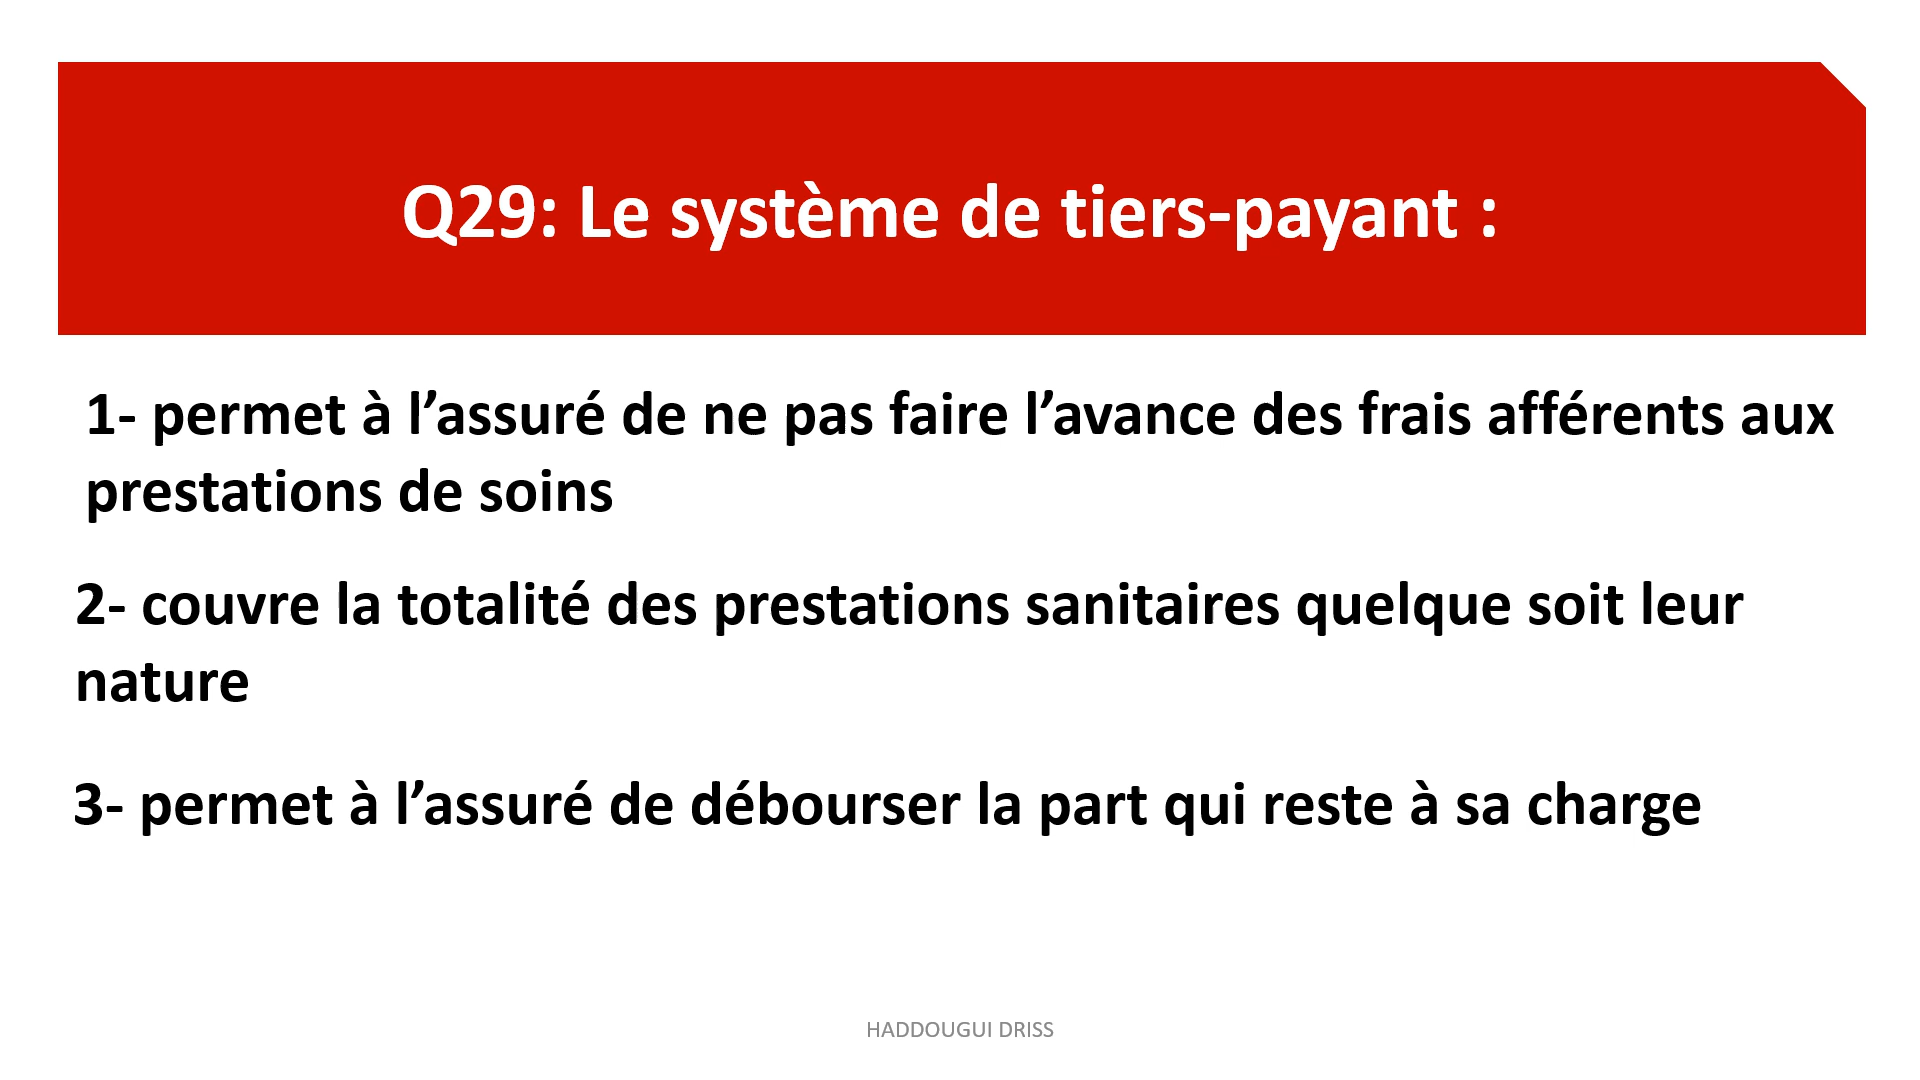 Q29: Le système de tiers-payant :
1- permet à l’assuré de ne pas faire l’avance des frais afférents aux
prestations de soins
2- couvre la totalité des prestations sanitaires quelque soit leur
nature
3- permet à l’assuré de débourser la part qui reste à sa charge
HADDOUGUI DRISS